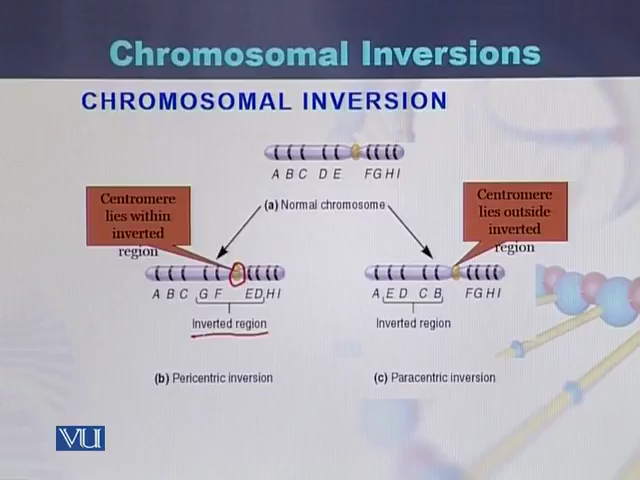 Chromosomal Inversions
CHROMOSOMAL INVERSION
A B C D E FG H I
(a) Normal chromosome
Centromere
lies within
inverted
region
Centromere
lies outside
inverted
region
A B C G F E D H I
A E D C B F G H I
Inverted region
Inverted region
(b) Pericentric inversion
(c) Paracentric inversion
VU